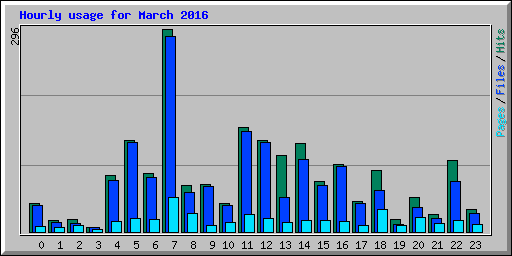 Hourly usage for March 2016
296
Pages / Files / Hits
0 1 2 3 4 5 6 7 8 9 10 11 12 13 14 15 16 17 18 19 20 21 22 23